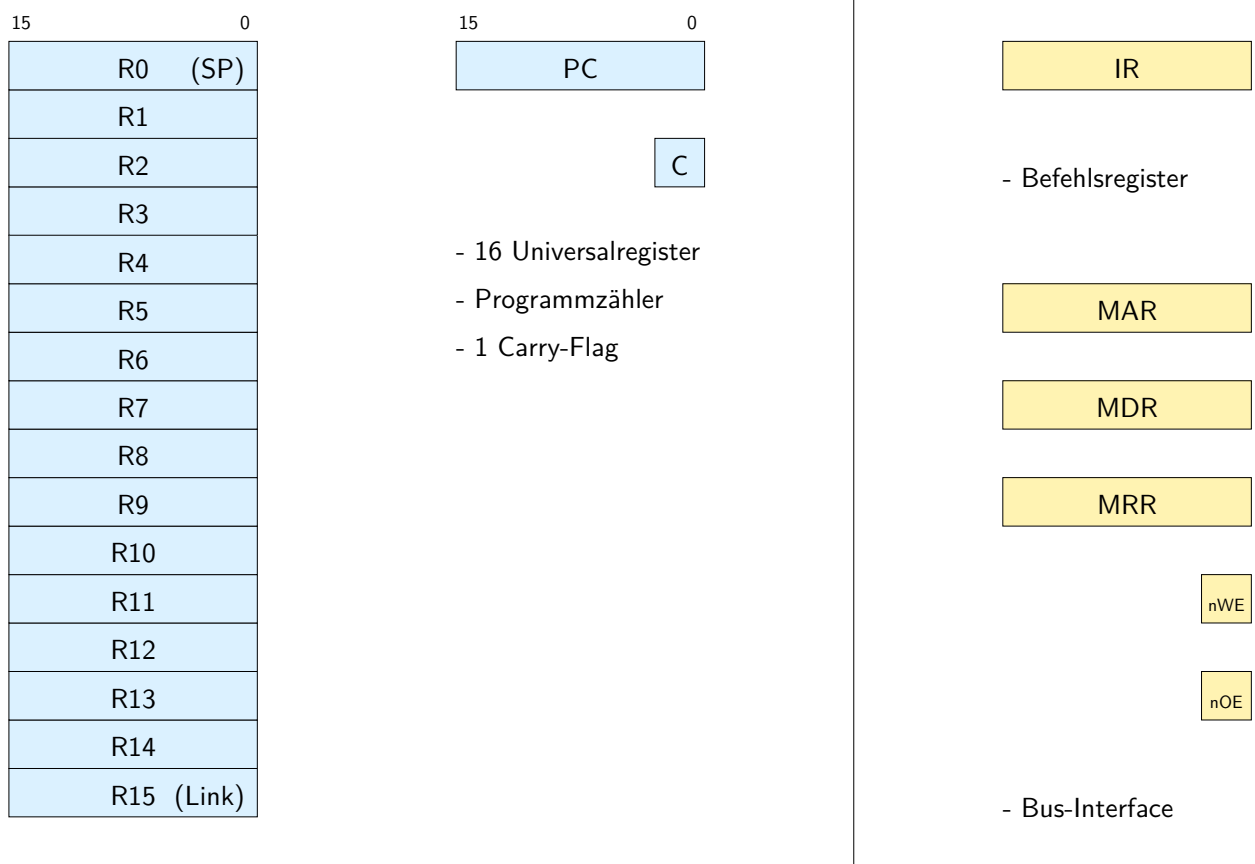 15 0
R0 (SP)
R1
R2
R3
R4
R5
R6
R7
R8
R9
R10
R11
R12
R13
R14
R15 (Link)
15 0
PC
C
- 16 Universalregister
- Programmzähler
- 1 Carry-Flag
IR
- Befehlsregister
MAR
MDR
MRR
nWE
nOE
- Bus-Interface